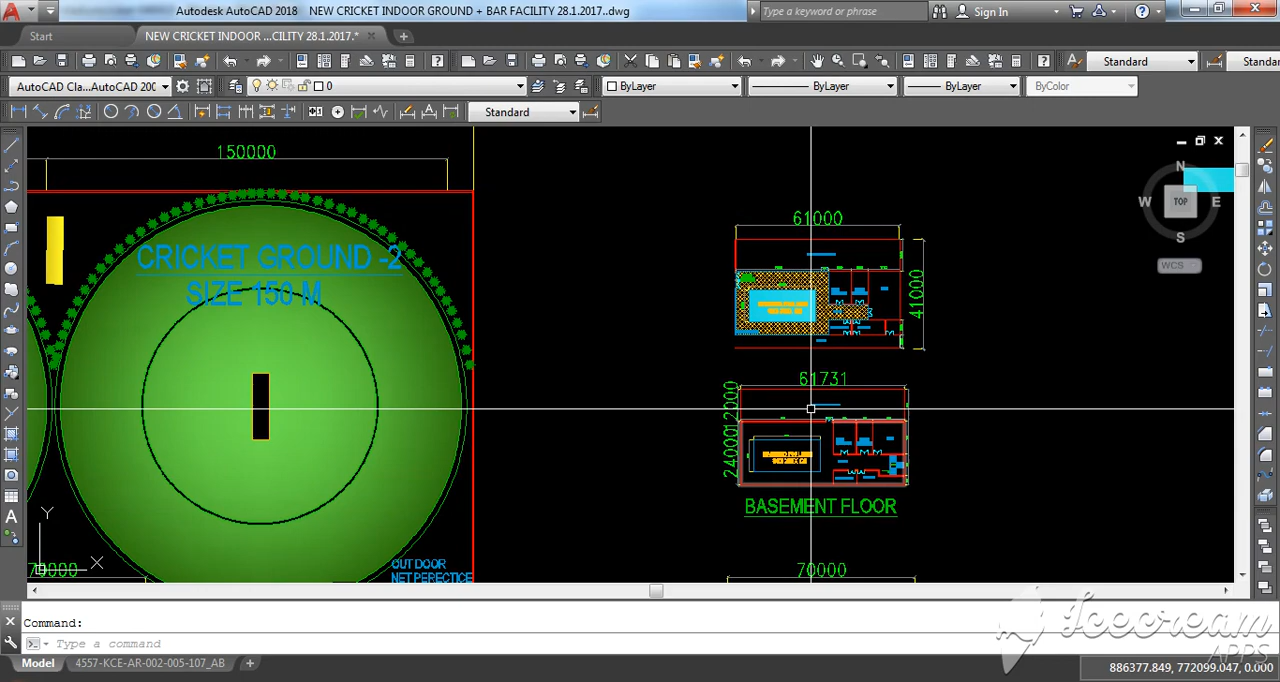 Autodesk AutoCAD 2018 NEW CRICKET INDOOR GROUND + BAR FACILITY 28.1.2017..dwg
Type a keyword or phrase
Sign In
Start
NEW CRICKET INDOOR ...CILITY 28.1.2017.*
Standard
Standar
AutoCAD Cla...AutoCAD 200
0
ByLayer
ByLayer
ByLayer
ByColor
Standard
150000
CRICKET GROUND -2
SIZE 150 M
OUT DOOR
NET PERECTICE
70000
Y
X
61000
41000
61731
12000
24000
BASEMENT FLOOR
70000
N
W
TOP
E
S
WCS
Command:
Type a command
Model
4557-KCE-AR-002-005-107_AB
886377.849, 772099.047, 0.000
Icecream
APPS